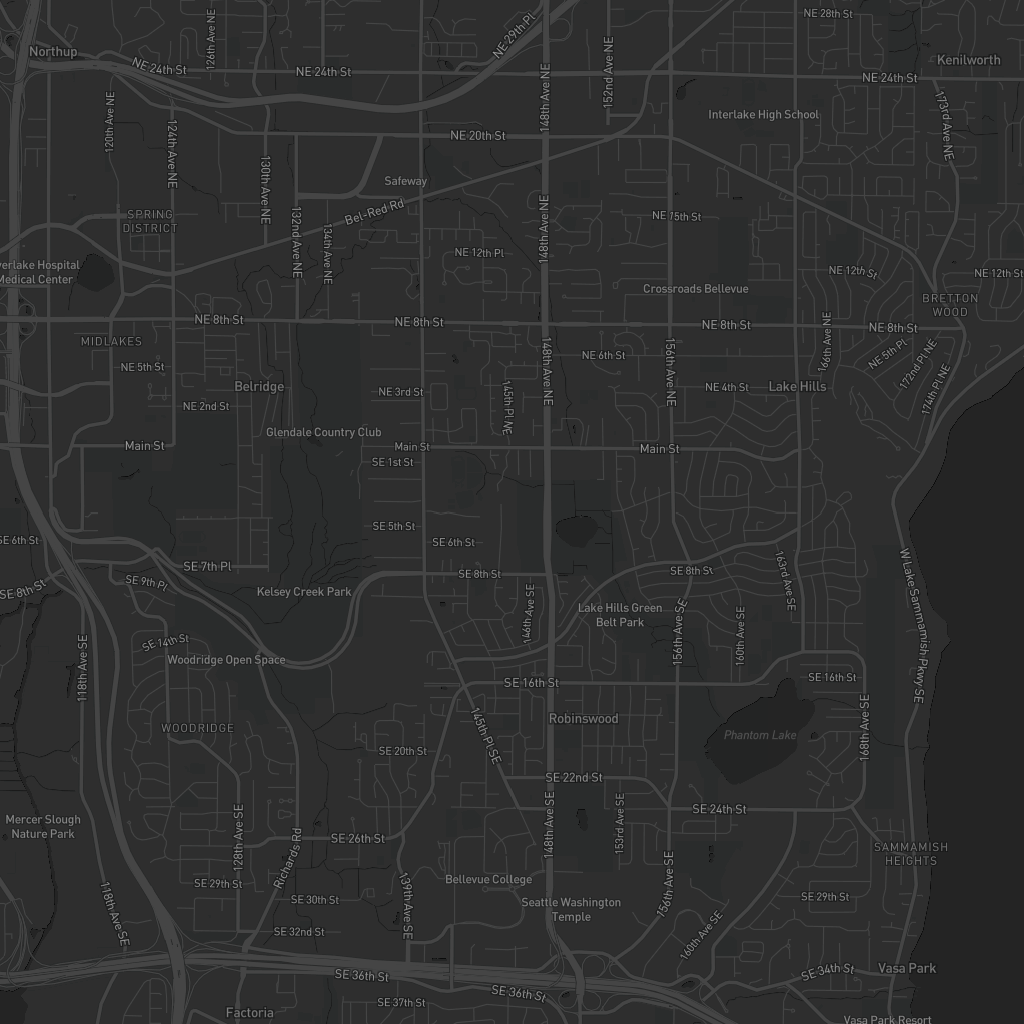 NE 28th St
NE 29th Pl
126th Ave NE
Northup
NE 24th St
NE 24th St
152nd Ave NE
148th Ave NE
Kenilworth
NE 24th St
120th Ave NE
124th Ave NE
Interlake High School
173rd Ave NE
NE 20th St
130th Ave NE
Safeway
SPRING
DISTRICT
132nd Ave NE
134th Ave NE
Bel-Red Rd
148th Ave NE
NE 15th St
NE 12th Pl
Overlake Hospital
Medical Center
NE 12th St
NE 12th St
Crossroads Bellevue
BRETTON
WOOD
NE 8th St
NE 8th St
NE 8th St
NE 8th St
MIDLAKES
166th Ave NE
NE 5th St
NE 6th St
NE 5th Pl
148th Ave NE
156th Ave NE
172nd Pl NE
174th Pl NE
Belridge
NE 3rd St
145th Pl NE
NE 4th St
Lake Hills
NE 2nd St
Glendale Country Club
Main St
Main St
Main St
SE 1st St
SE 5th St
SE 6th St
SE 6th St
SE 7th Pl
SE 8th St
SE 8th St
SE 8th St
SE 9th Pl
163rd Ave SE
W Lake Sammamish Pkwy SE
Kelsey Creek Park
146th Ave SE
Lake Hills Green
Belt Park
156th Ave SE
160th Ave SE
SE 14th St
118th Ave SE
Woodridge Open Space
SE 16th St
SE 16th St
168th Ave SE
WOODRIDGE
145th Pl SE
Robinswood
Phantom Lake
SE 20th St
SE 22nd St
Mercer Slough
Nature Park
128th Ave SE
Richards Rd
SE 26th St
148th Ave SE
153rd Ave SE
SE 24th St
SAMMAMISH
HEIGHTS
SE 29th St
Bellevue College
156th Ave SE
SE 29th St
SE 30th St
139th Ave SE
Seattle Washington
Temple
118th Ave SE
SE 32nd St
160th Ave SE
SE 36th St
SE 36th St
SE 34th St
Vasa Park
SE 37th St
Factoria
Vasa Park Resort